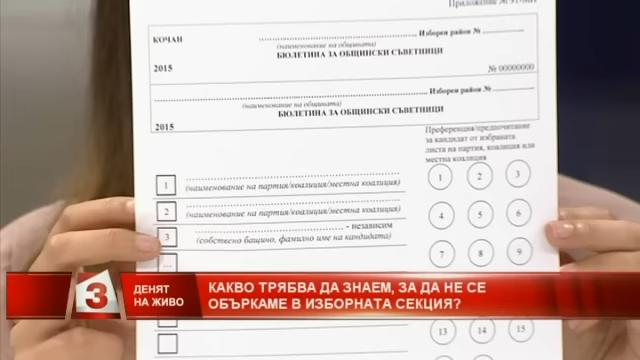 Приложение №
КОЧАН
Изборен район №
(наименование на общината)
2015
БЮЛЕТИНА ЗА ОБЩИНСКИ СЪВЕТНИЦИ
№ 00000000
Изборен район №
(наименование на общината)
2015
БЮЛЕТИНА ЗА ОБЩИНСКИ СЪВЕТНИЦИ
Преференция/предпочитание
за кандидат от избраната
листа на партия, коалиция или
местна коалиция
1
(наименование на партия/коалиция/местна коалиция)
1 2 3
2
(наименование на партия/коалиция/местна коалиция)
4 5 6
3
- независим
(собствено бащино, фамилно име на кандидата)
7 8 9
3
ДЕНЯТ
НА ЖИВО
КАКВО ТРЯБВА ДА ЗНАЕМ, ЗА ДА НЕ СЕ
ОБЪРКАМЕ В ИЗБОРНАТА СЕКЦИЯ?
13 14 15